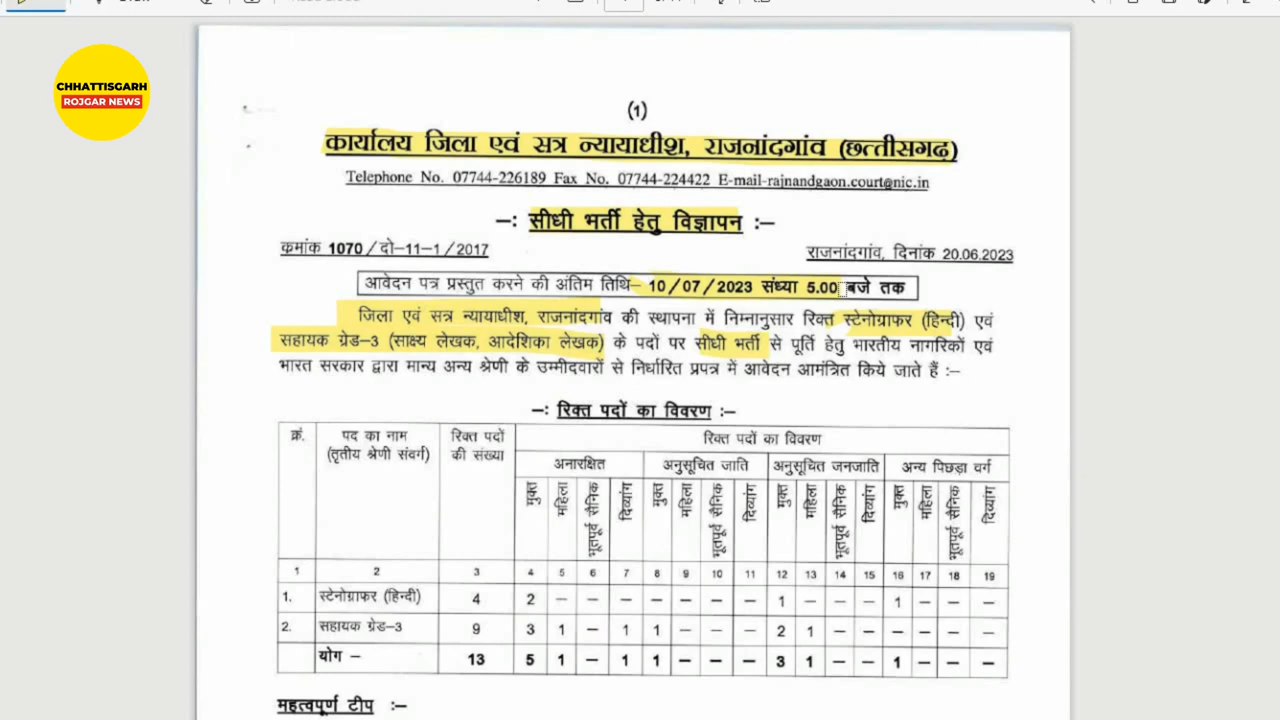 CHHATTISGARH
ROJGAR NEWS
(1)
कार्यालय जिला एवं सत्र न्यायाधीश, राजनांदगांव (छत्तीसगढ़)
Telephone No. 07744-226189 Fax No. 07744-224422 E-mail-rajnandgaon.court@nic.in
–: सीधी भर्ती हेतु विज्ञापन :–
कमांक 1070/दो–11–1/2017 राजनांदगांव, दिनांक 20.06.2023
आवेदन पत्र प्रस्तुत करने की अंतिम तिथि– 10/07/2023 संध्या 5.00 बजे तक
जिला एवं सत्र न्यायाधीश, राजनांदगांव की स्थापना में निम्नानुसार रिक्त स्टेनोग्राफर (हिन्दी) एवं
सहायक ग्रेड–3 (साक्ष्य लेखक, आदेशिका लेखक) के पदों पर सीधी भर्ती से पूर्ति हेतु भारतीय नागरिकों एवं
भारत सरकार द्वारा मान्य अन्य श्रेणी के उम्मीदवारों से निर्धारित प्रपत्र में आवेदन आमंत्रित किये जाते हैं :–
–: रिक्त पदों का विवरण :–
क्रं. पद का नाम रिक्त पदों रिक्त पदों का विवरण
(तृतीय श्रेणी संवर्ग) की संख्या
अनारक्षित अनुसूचित जाति अनुसूचित जनजाति अन्य पिछड़ा वर्ग
मुक्त महिला भूतपूर्व सैनिक दिव्यांग मुक्त महिला भूतपूर्व सैनिक दिव्यांग मुक्त महिला भूतपूर्व सैनिक दिव्यांग मुक्त महिला भूतपूर्व सैनिक दिव्यांग
1 2 3 4 5 6 7 8 9 10 11 12 13 14 15 16 17 18 19
1. स्टेनोग्राफर (हिन्दी) 4 2 – – – – – – – 1 – – – 1 – – –
2. सहायक ग्रेड–3 9 3 1 – 1 1 – – – 2 1 – – – – – –
योग – 13 5 1 – 1 1 – – – 3 1 – – 1 – – –
महत्वपूर्ण टीप :–